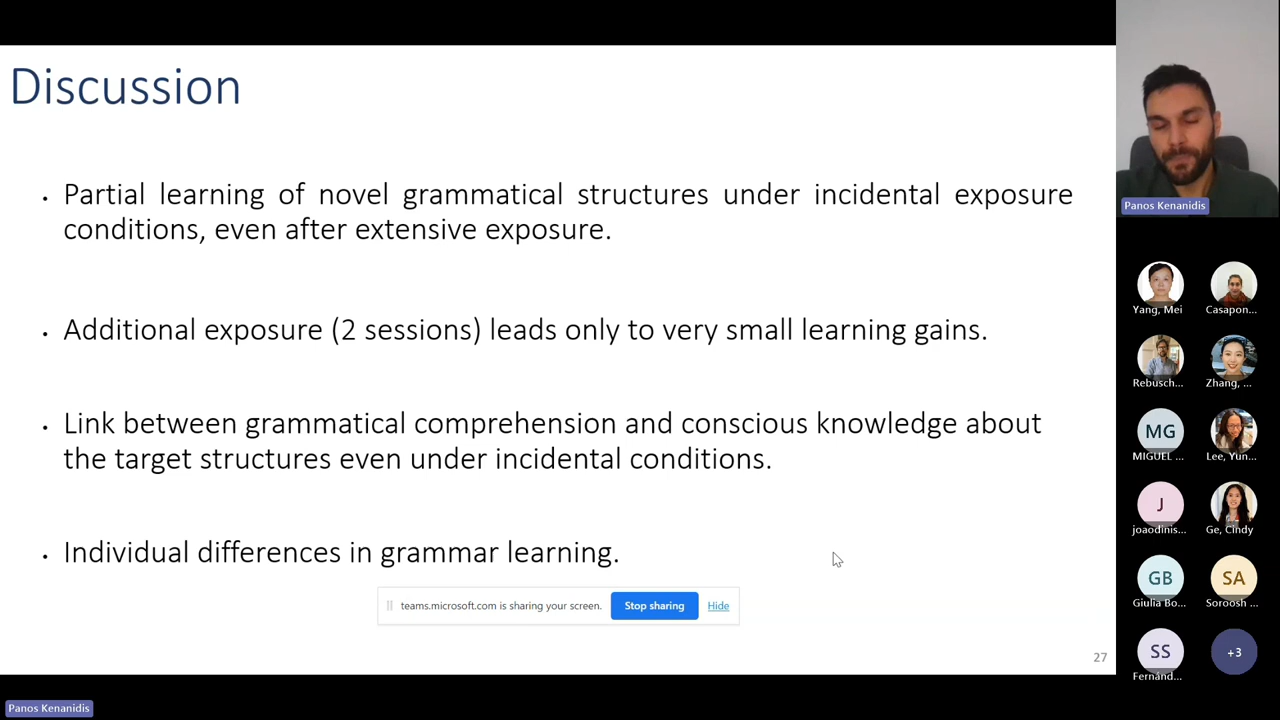 Discussion
• Partial learning of novel grammatical structures under incidental exposure
conditions, even after extensive exposure.
• Additional exposure (2 sessions) leads only to very small learning gains.
• Link between grammatical comprehension and conscious knowledge about
the target structures even under incidental conditions.
• Individual differences in grammar learning.
teams.microsoft.com is sharing your screen. Stop sharing Hide
27
Panos Kenanidis
Yang, Mei
Casapon...
Rebusch...
Zhang, ...
MG
MIGUEL ...
Lee, Yun...
J
joaodinis...
Ge, Cindy
GB
Giulia Bo...
SA
Soroosh ...
SS
Fernánd...
+3
Panos Kenanidis